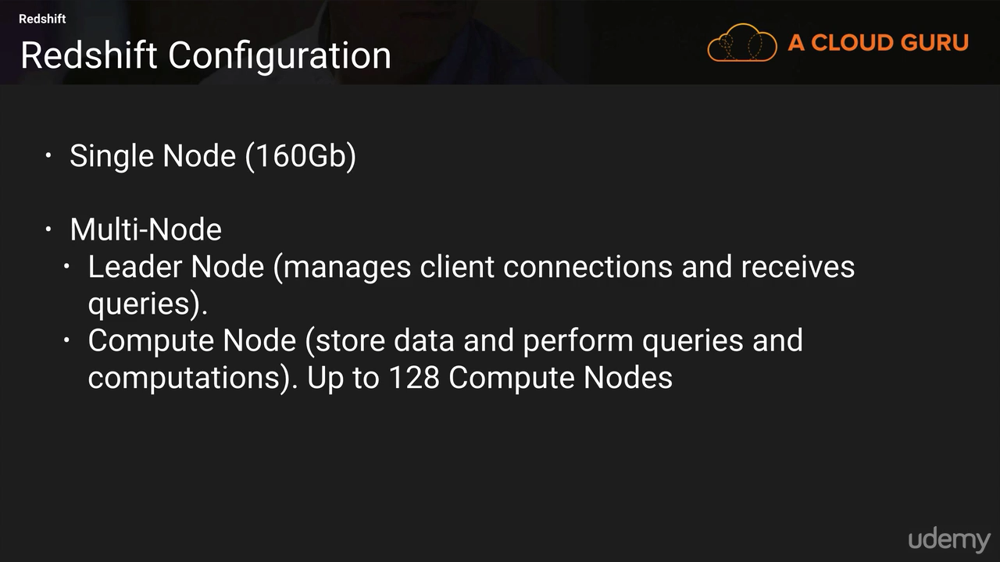 Redshift
Redshift Configuration
A CLOUD GURU
• Single Node (160Gb)
• Multi-Node
• Leader Node (manages client connections and receives
queries).
• Compute Node (store data and perform queries and
computations). Up to 128 Compute Nodes
udemy